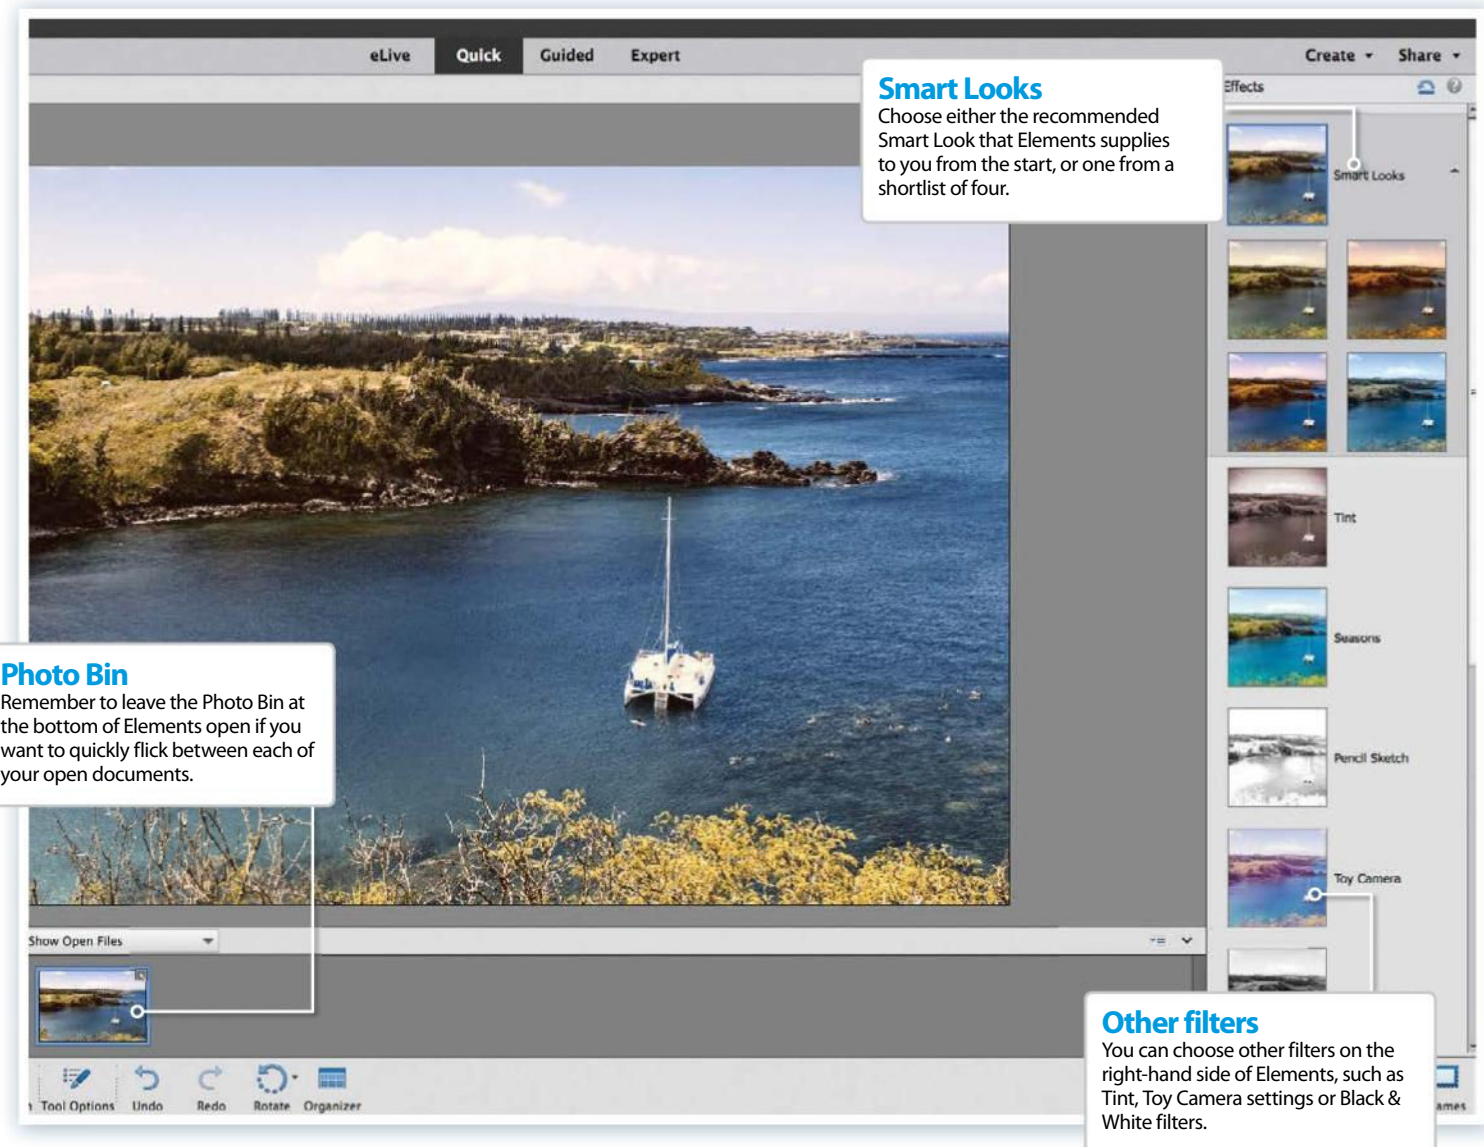 eLive Quick Guided Expert Create Share
Effects
Smart Looks
Choose either the recommended
Smart Look that Elements supplies
to you from the start, or one from a
shortlist of four.
Smart Looks
Tint
Seasons
Pencil Sketch
Toy Camera
Photo Bin
Remember to leave the Photo Bin at
the bottom of Elements open if you
want to quickly flick between each of
your open documents.
Show Open Files
Other filters
You can choose other filters on the
right-hand side of Elements, such as
Tint, Toy Camera settings or Black &
White filters.
Tool Options Undo Redo Rotate Organizer